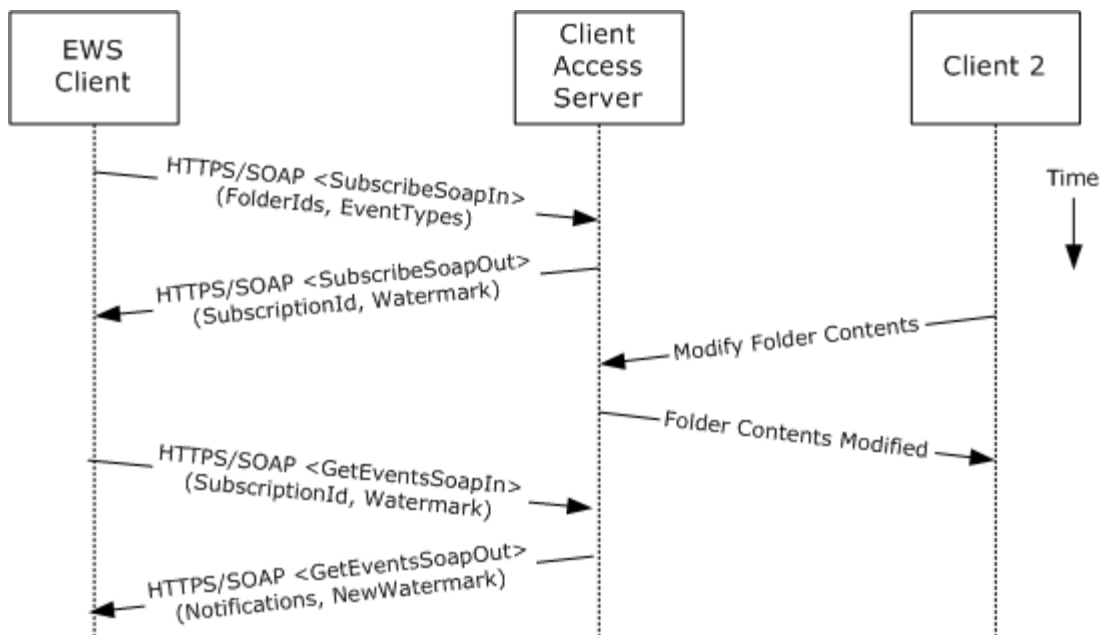 EWS
Client
Client
Access
Server
Client 2
Time
HTTPS/SOAP <SubscribeSoapIn>
(FolderIds, EventTypes)
HTTPS/SOAP <SubscribeSoapOut>
(SubscriptionId, Watermark)
Modify Folder Contents
Folder Contents Modified
HTTPS/SOAP <GetEventsSoapIn>
(SubscriptionId, Watermark)
HTTPS/SOAP <GetEventsSoapOut>
(Notifications, NewWatermark)